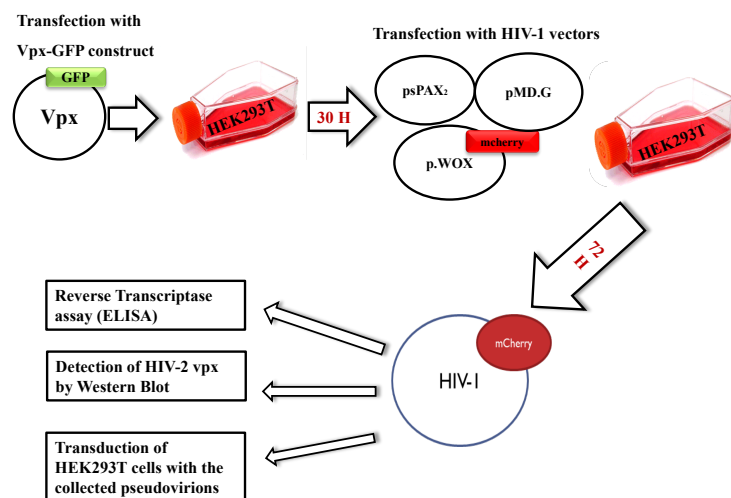 Transfection with
Vpx-GFP construct
GFP
Vpx
HEK293T
30 H
Transfection with HIV-1 vectors
psPAX₂
pMD.G
mcherry
p.WOX
HEK293T
72
H
Reverse Transcriptase
assay (ELISA)
Detection of HIV-2 vpx
by Western Blot
Transduction of
HEK293T cells with the
collected pseudovirions
mCherry
HIV-I